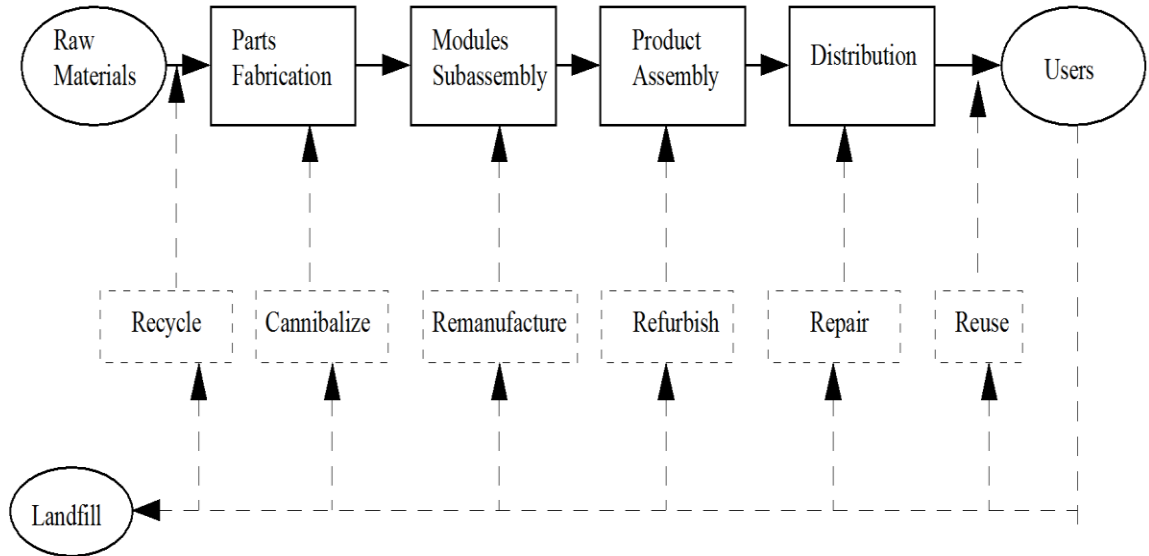 Raw
Materials
Parts
Fabrication
Modules
Subassembly
Product
Assembly
Distribution
Users
Recycle
Cannibalize
Remanufacture
Refurbish
Repair
Reuse
Landfill